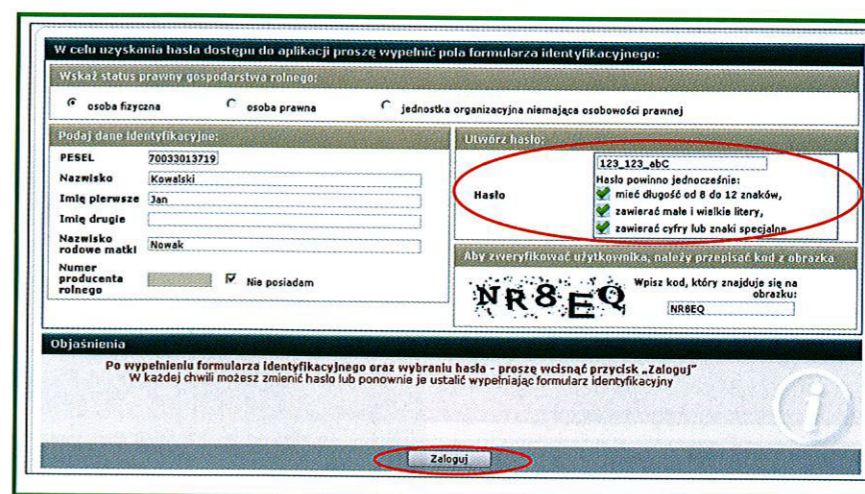 W celu uzyskania hasła dostępu do aplikacji proszę wypełnić pola formularza identyfikacyjnego:
Wskaż status prawny gospodarstwa rolnego:
osoba fizyczna
osoba prawna
jednostka organizacyjna niemająca osobowości prawnej
Podaj dane identyfikacyjne:
PESEL 70033013719
Nazwisko Kowalski
Imię pierwsze Jan
Imię drugie
Nazwisko
rodowe matki Nowak
Numer
producenta
rolnego
Nie posiadam
Utwórz hasło:
123_123_abC
Hasło
Hasło powinno jednocześnie:
mieć długość od 8 do 12 znaków,
zawierać małe i wielkie litery,
zawierać cyfry lub znaki specjalne
Aby zweryfikować użytkownika, należy przepisać kod z obrazka
NR8EQ
Wpisz kod, który znajduje się na
obrazku:
NR8EQ
Objaśnienia
Po wypełnieniu formularza identyfikacyjnego oraz wybraniu hasła - proszę wcisnąć przycisk „Zaloguj”
W każdej chwili możesz zmienić hasło lub ponownie je ustalić wypełniając formularz identyfikacyjny
Zaloguj